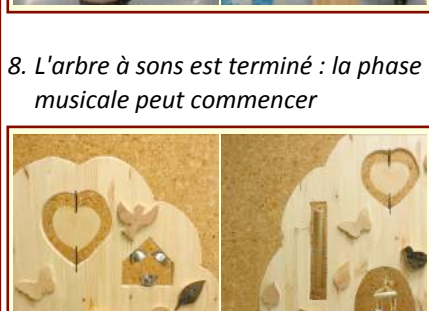 8. L'arbre à sons est terminé : la phase
musicale peut commencer